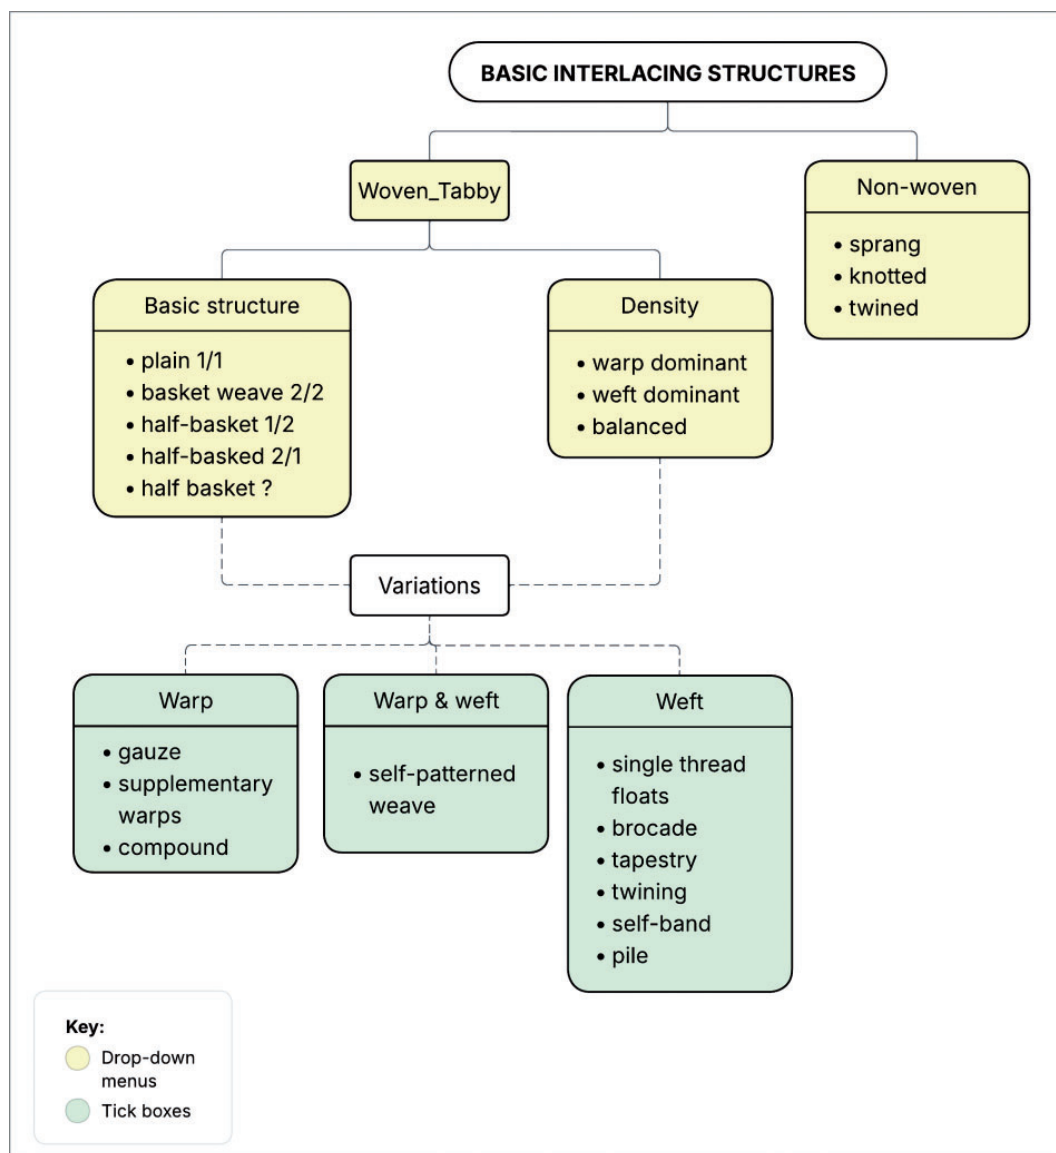 BASIC INTERLACING STRUCTURES
Woven_Tabby
Non-woven
• sprang
• knotted
• twined
Basic structure
• plain 1/1
• basket weave 2/2
• half-basket 1/2
• half-basked 2/1
• half basket ?
Density
• warp dominant
• weft dominant
• balanced
Variations
Warp
• gauze
• supplementary
warps
• compound
Warp & weft
• self-patterned
weave
Weft
• single thread
floats
• brocade
• tapestry
• twining
• self-band
• pile
Key:
Drop-down
menus
Tick boxes